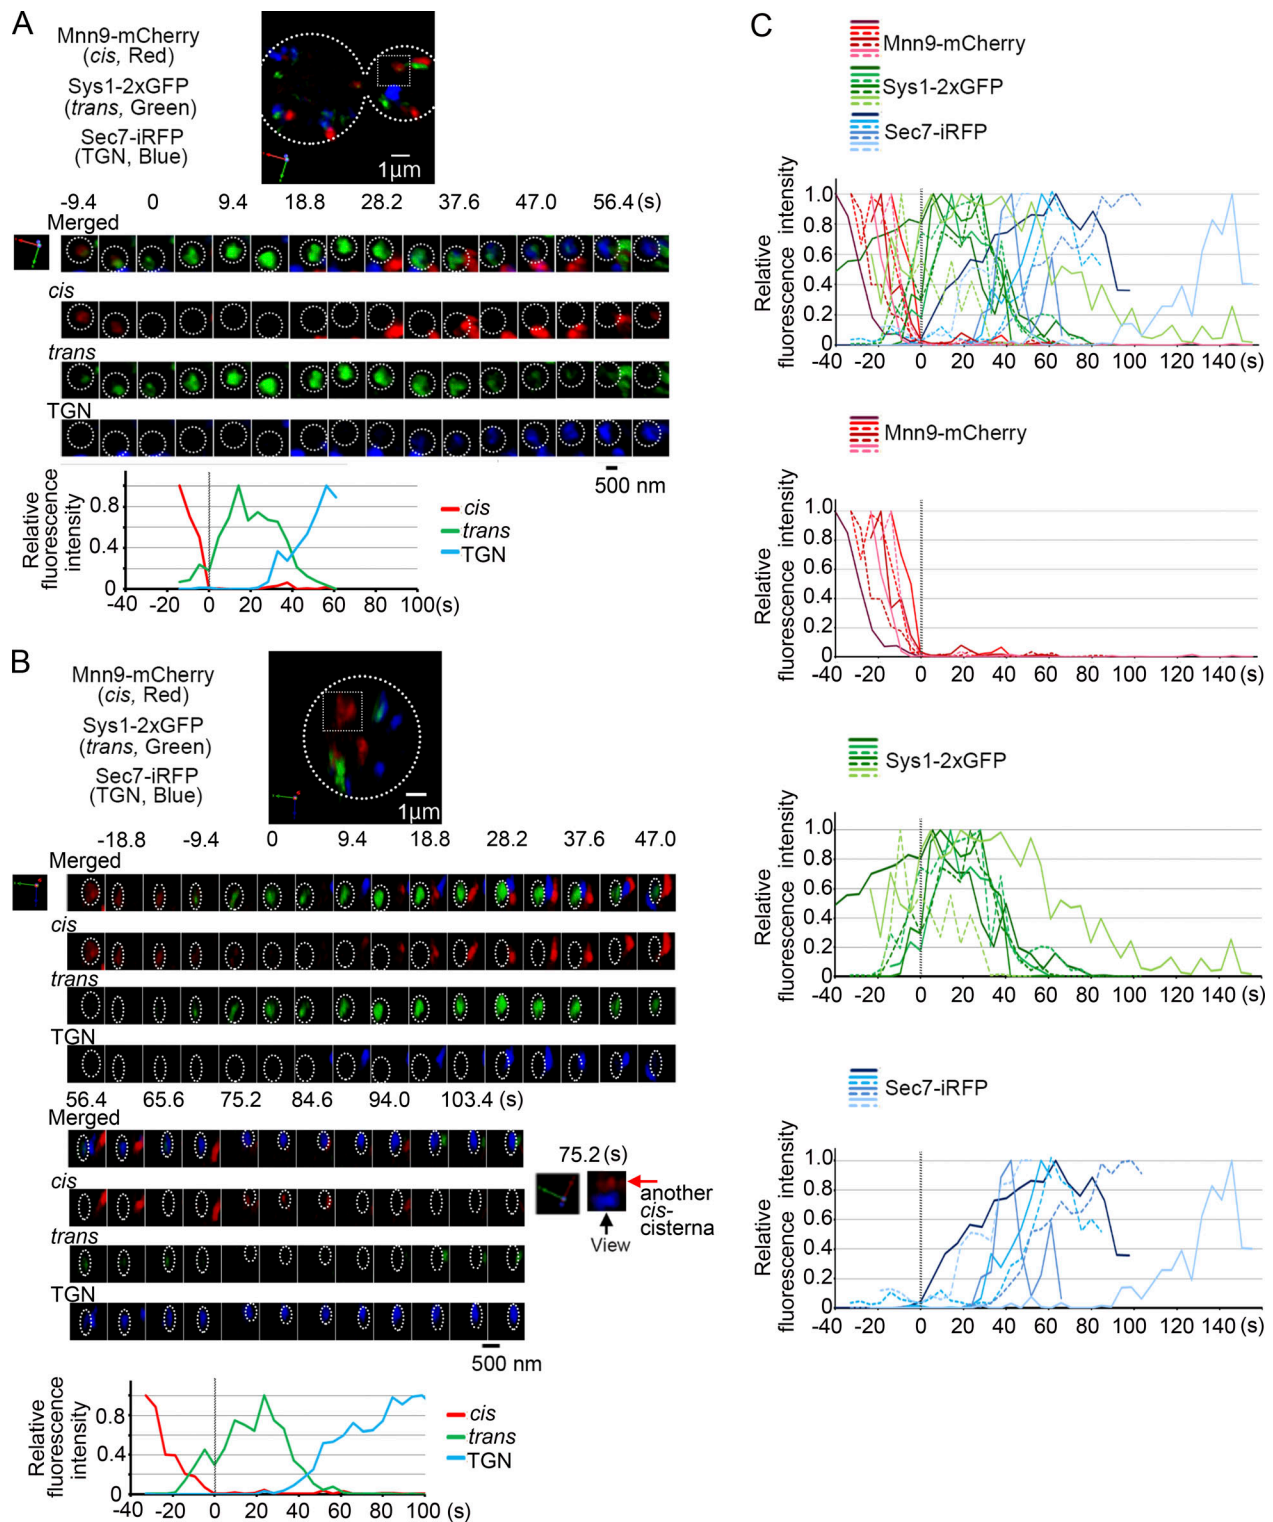 A
Mnn9-mCherry
(cis, Red)
Sys1-2xGFP
(trans, Green)
Sec7-iRFP
(TGN, Blue)
1μm
-9.4 0 9.4 18.8 28.2 37.6 47.0 56.4 (s)
Merged
cis
trans
TGN
500 nm
Relative
fluorescence
intensity
0.8
0.4
0
-40 -20 0 20 40 60 80 100(s)
cis
trans
TGN
B
Mnn9-mCherry
(cis, Red)
Sys1-2xGFP
(trans, Green)
Sec7-iRFP
(TGN, Blue)
1μm
-18.8 -9.4 0 9.4 18.8 28.2 37.6 47.0
Merged
cis
trans
TGN
56.4 65.6 75.2 84.6 94.0 103.4 (s)
Merged
cis
trans
TGN
75.2 (s)
another
cis-
cisterna
View
500 nm
Relative
fluorescence
intensity
0.8
0.4
0
-40 -20 0 20 40 60 80 100 (s)
cis
trans
TGN
C
Mnn9-mCherry
Sys1-2xGFP
Sec7-iRFP
Relative
fluorescence intensity
1.0
0.8
0.6
0.4
0.2
0
-40 -20 0 20 40 60 80 100 120 140 (s)
Mnn9-mCherry
Relative
fluorescence intensity
1.0
0.8
0.6
0.4
0.2
0
-40 -20 0 20 40 60 80 100 120 140 (s)
Sys1-2xGFP
Relative
fluorescence intensity
1.0
0.8
0.6
0.4
0.2
0
-40 -20 0 20 40 60 80 100 120 140 (s)
Sec7-iRFP
Relative
fluorescence intensity
1.0
0.8
0.6
0.4
0.2
0
-40 -20 0 20 40 60 80 100 120 140 (s)